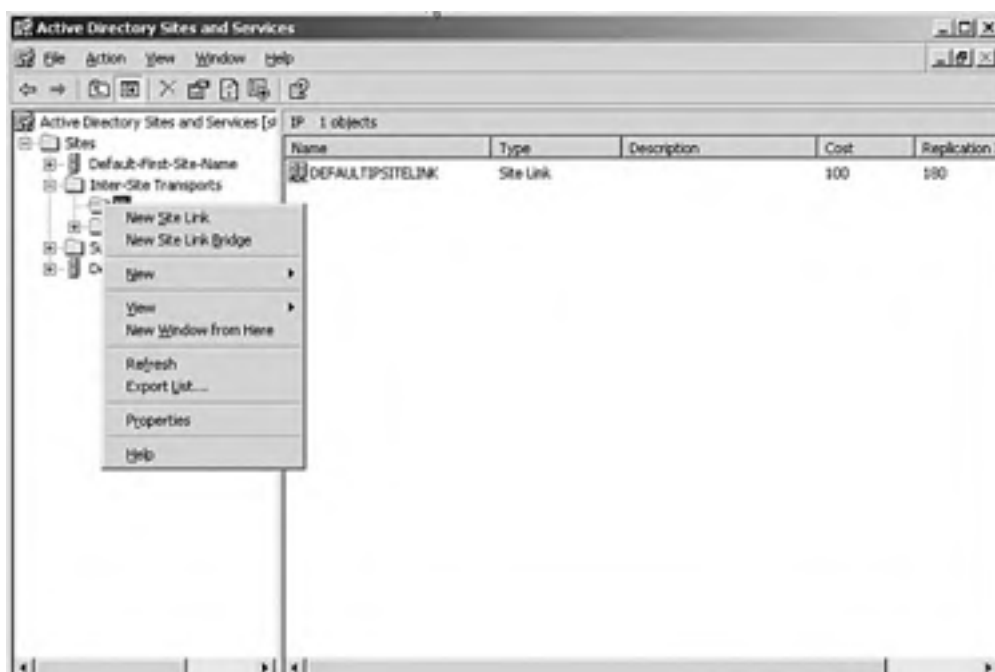 Active Directory Sites and Services
File Action View Window Help
Active Directory Sites and Services [s
IP 1 objects
Sites
Default-First-Site-Name
Inter-Site Transports
Name Type Description Cost Replication
DEFAULTIPSITELINK Site Link 100 180
New Site Link
New Site Link Bridge
New
View
New Window from Here
Refresh
Export List...
Properties
Help